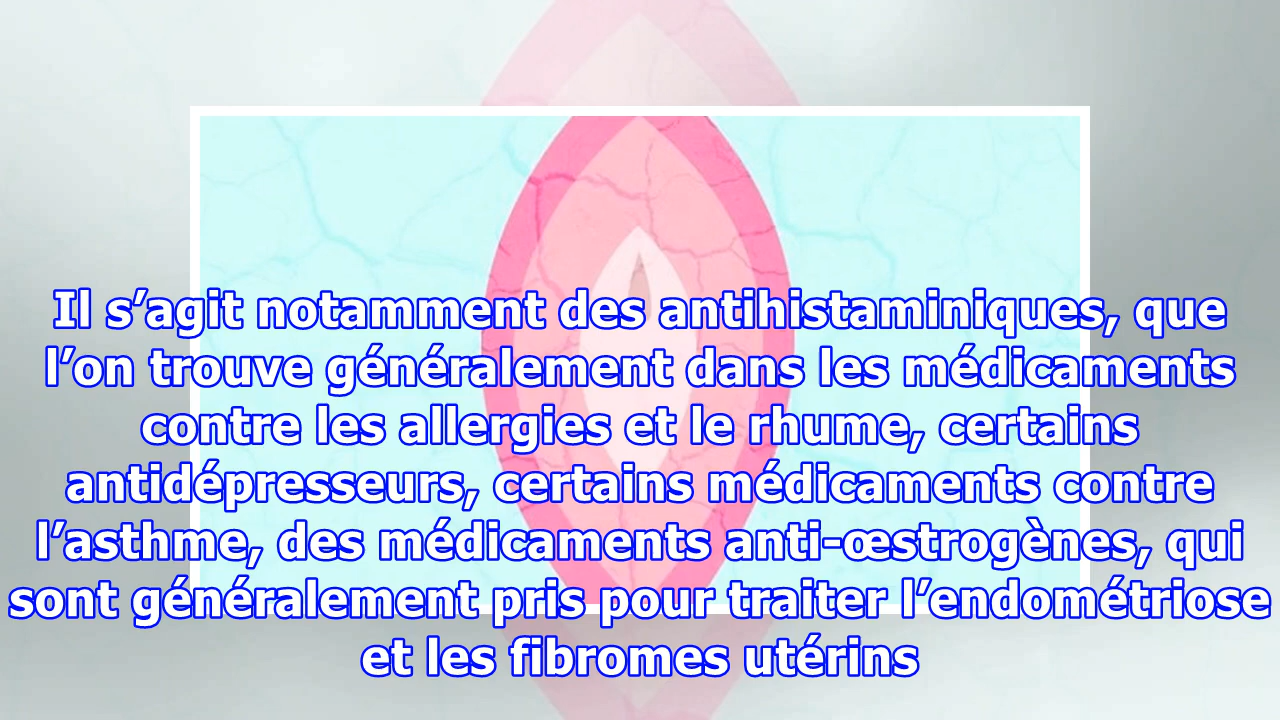 Il s’agit notamment des antihistaminiques, que
l’on trouve généralement dans les médicaments
contre les allergies et le rhume, certains
antidépresseurs, certains médicaments contre
l’asthme, des médicaments anti-œstrogènes, qui
sont généralement pris pour traiter l’endométriose
et les fibromes utérins